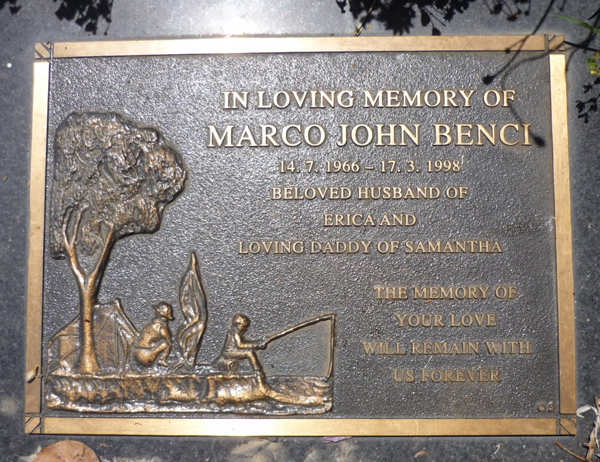 IN LOVING MEMORY OF
MARCO JOHN BENCI
14. 7. 1966 – 17. 3. 1998
BELOVED HUSBAND OF
ERICA AND
LOVING DADDY OF SAMANTHA
THE MEMORY OF
YOUR LOVE
WILL REMAIN WITH
US FOREVER